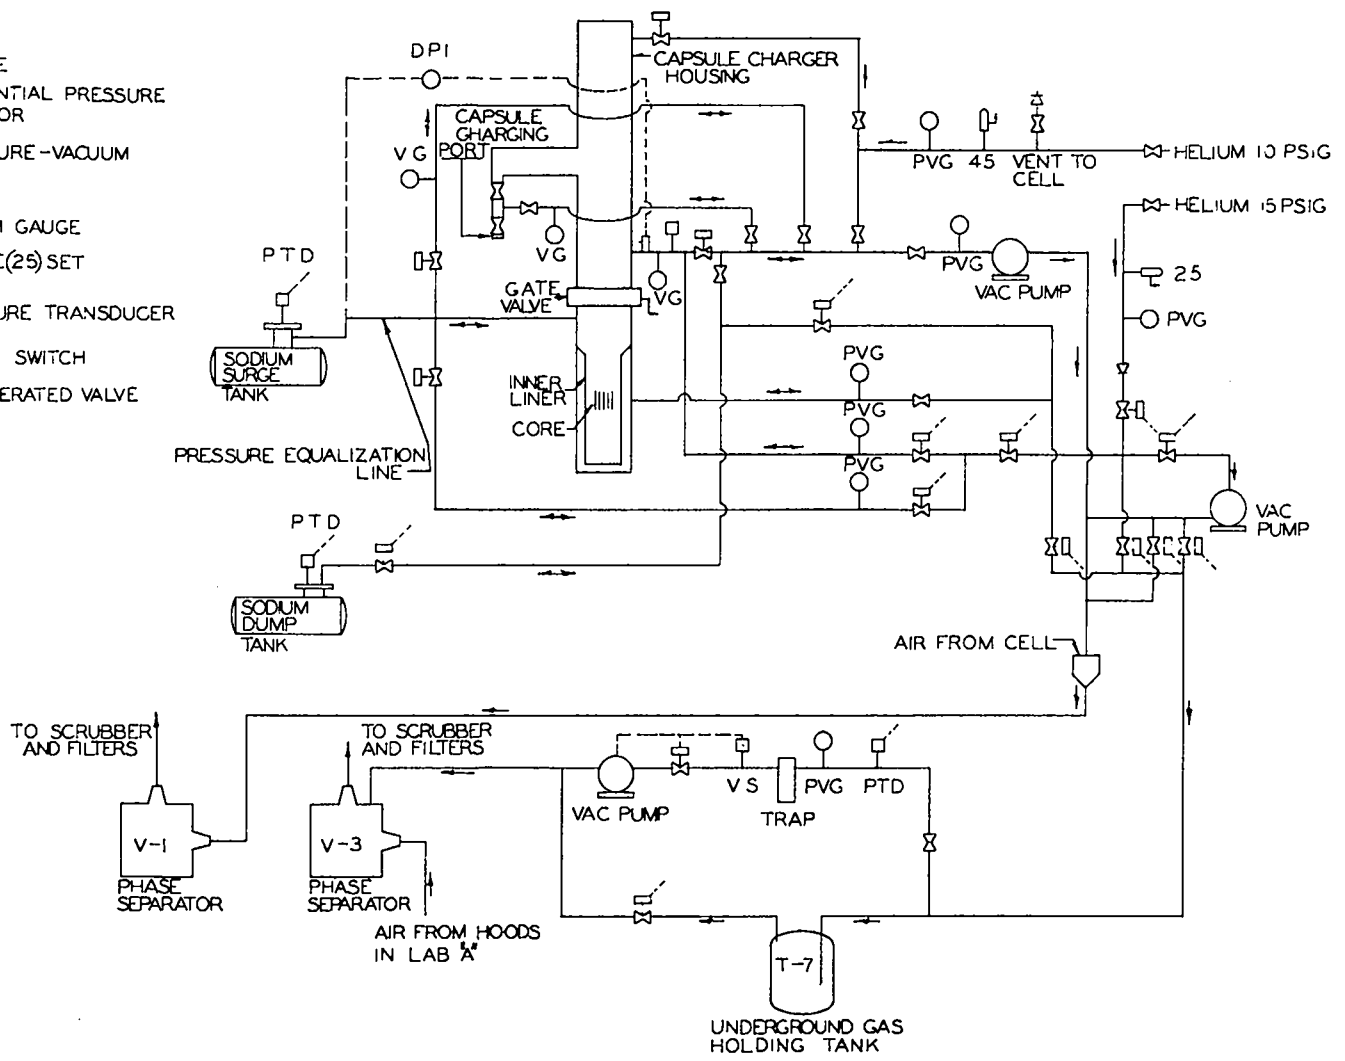 E
NTIAL PRESSURE
OR
URE-VACUUM
M GAUGE
E(25) SET
URE TRANSDUCER
SWITCH
ERATED VALVE
DPI
CAPSULE CHARGER
HOUSING
CAPSULE
CHARGING
PORT
VG
PVG
45
VENT TO
CELL
HELIUM 10 PSIG
HELIUM 15 PSIG
VG
VG
PVG
VAC PUMP
25
PVG
PTD
GATE
VALVE
SODIUM
SURGE
TANK
INNER
LINER
CORE
PVG
PVG
PVG
PRESSURE EQUALIZATION
LINE
VAC
PUMP
PTD
SODIUM
DUMP
TANK
AIR FROM CELL
TO SCRUBBER
AND FILTERS
TO SCRUBBER
AND FILTERS
VAC PUMP
VS
TRAP
PVG
PTD
V-1
PHASE
SEPARATOR
V-3
PHASE
SEPARATOR
AIR FROM HOODS
IN LAB "A"
T-7
UNDERGROUND GAS
HOLDING TANK